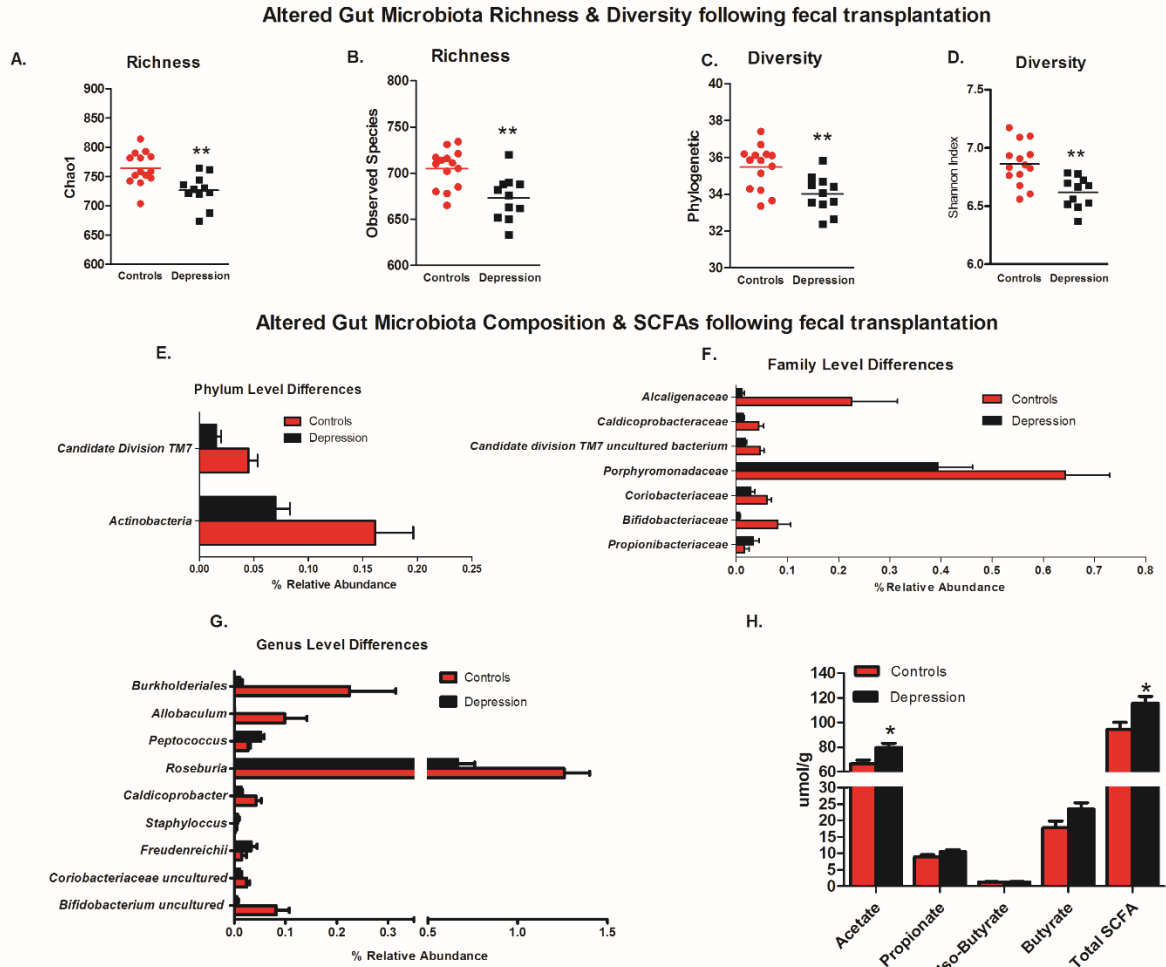 Altered Gut Microbiota Richness & Diversity following fecal transplantation
A.
Richness
Chao1
900
850
800
750
700
650
600
**
Controls
Depression
B.
Richness
Observed Species
800
750
700
650
600
**
Controls
Depression
C.
Diversity
Phylogenetic
40
38
36
34
32
30
**
Controls
Depression
D.
Diversity
Shannon Index
7.5
7.0
6.5
6.0
**
Controls
Depression
Altered Gut Microbiota Composition & SCFAs following fecal transplantation
E.
Phylum Level Differences
Controls
Depression
Candidate Division TM7
Actinobacteria
0.00
0.05
0.10
0.15
0.20
0.25
% Relative Abundance
F.
Family Level Differences
Controls
Depression
Alcaligenaceae
Caldicoprobacteraceae
Candidate division TM7 uncultured bacterium
Porphyromonadaceae
Coriobacteriaceae
Bifidobacteriaceae
Propionibacteriaceae
0.0
0.1
0.2
0.3
0.4
0.5
0.6
0.7
0.8
% Relative Abundance
G.
Genus Level Differences
Controls
Depression
Burkholderiales
Allobaculum
Peptococcus
Roseburia
Caldicoprobacter
Staphyloccus
Freudenreichii
Coriobacteriaceae uncultured
Bifidobacterium uncultured
0.0
0.1
0.2
0.3
0.5
1.0
1.5
% Relative Abundance
H.
Controls
Depression
umol/g
140
120
100
80
60
30
25
20
15
10
5
0
*
*
Acetate
Propionate
Iso-Butyrate
Butyrate
Total SCFA